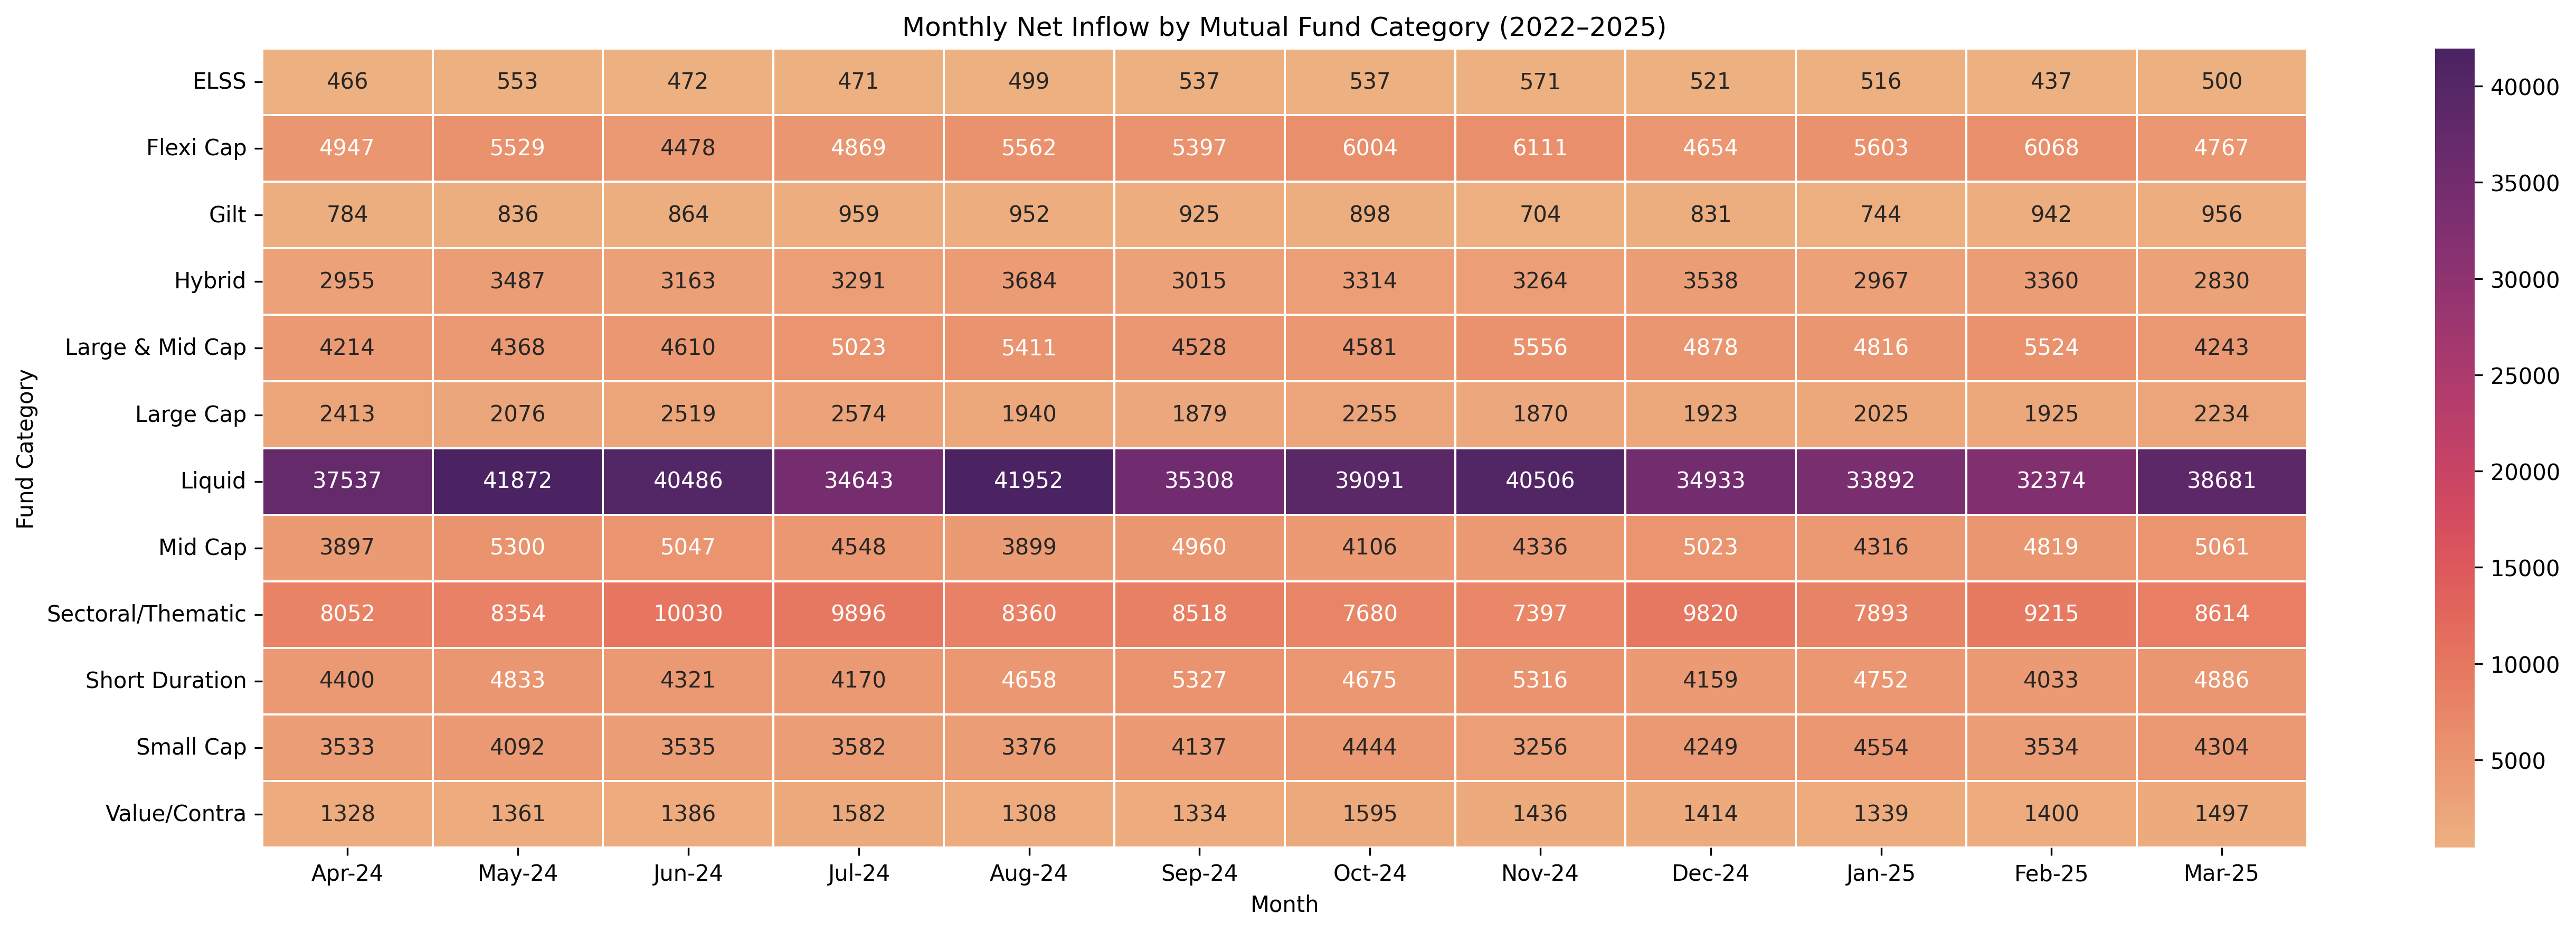 Monthly Net Inflow by Mutual Fund Category (2022–2025)
Fund Category
ELSS 466 553 472 471 499 537 537 571 521 516 437 500
Flexi Cap 4947 5529 4478 4869 5562 5397 6004 6111 4654 5603 6068 4767
Gilt 784 836 864 959 952 925 898 704 831 744 942 956
Hybrid 2955 3487 3163 3291 3684 3015 3314 3264 3538 2967 3360 2830
Large & Mid Cap 4214 4368 4610 5023 5411 4528 4581 5556 4878 4816 5524 4243
Large Cap 2413 2076 2519 2574 1940 1879 2255 1870 1923 2025 1925 2234
Liquid 37537 41872 40486 34643 41952 35308 39091 40506 34933 33892 32374 38681
Mid Cap 3897 5300 5047 4548 3899 4960 4106 4336 5023 4316 4819 5061
Sectoral/Thematic 8052 8354 10030 9896 8360 8518 7680 7397 9820 7893 9215 8614
Short Duration 4400 4833 4321 4170 4658 5327 4675 5316 4159 4752 4033 4886
Small Cap 3533 4092 3535 3582 3376 4137 4444 3256 4249 4554 3534 4304
Value/Contra 1328 1361 1386 1582 1308 1334 1595 1436 1414 1339 1400 1497
Apr-24 May-24 Jun-24 Jul-24 Aug-24 Sep-24 Oct-24 Nov-24 Dec-24 Jan-25 Feb-25 Mar-25
Month
40000
35000
30000
25000
20000
15000
10000
5000